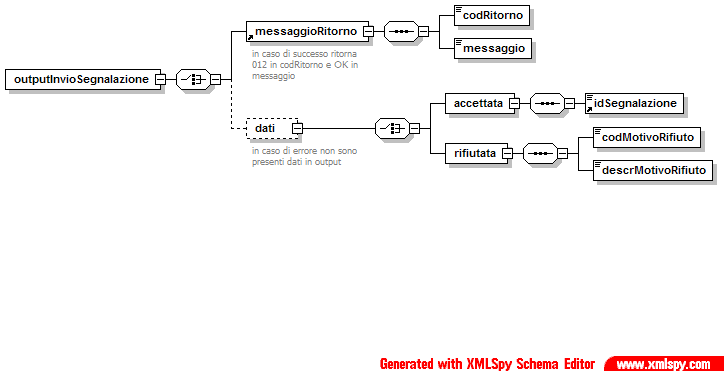 outputInvioSegnalazione
messaggioRitorno
in caso di successo ritorna
012 in codRitorno e OK in
messaggio
codRitorno
messaggio
dati
in caso di errore non sono
presenti dati in output
accettata
idSegnalazione
rifiutata
codMotivoRifiuto
descrMotivoRifiuto
Generated with XMLSpy Schema Editor www.xmlspy.com